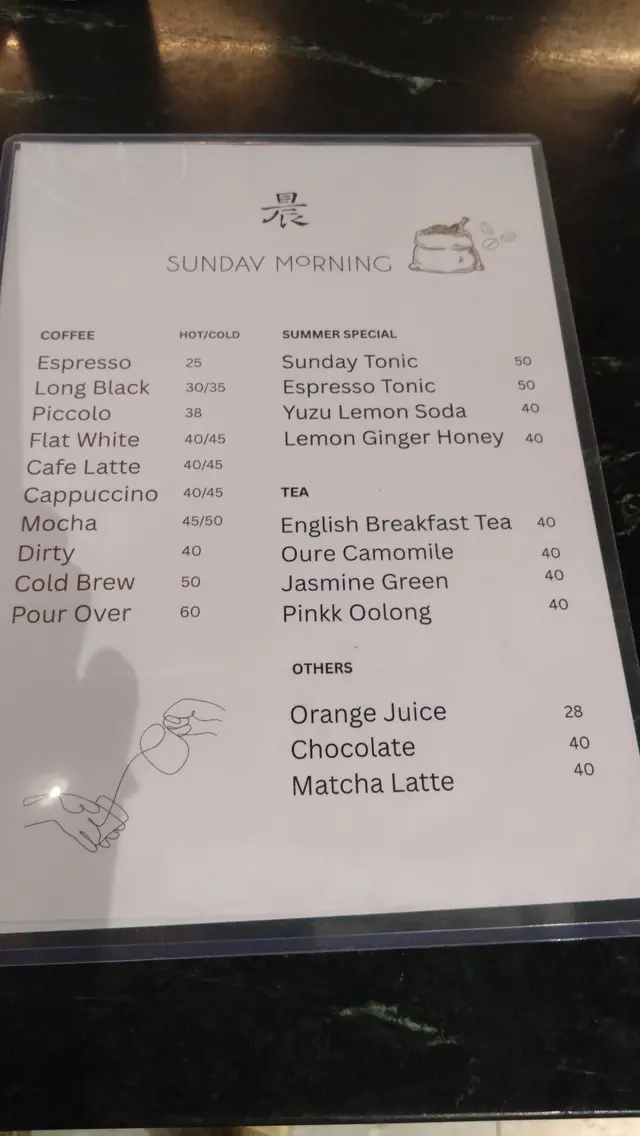 晨
SUNDAY MORNING
COFFEE HOT/COLD
Espresso 25
Long Black 30/35
Piccolo 38
Flat White 40/45
Cafe Latte 40/45
Cappuccino 40/45
Mocha 45/50
Dirty 40
Cold Brew 50
Pour Over 60
SUMMER SPECIAL
Sunday Tonic 50
Espresso Tonic 50
Yuzu Lemon Soda 40
Lemon Ginger Honey 40
TEA
English Breakfast Tea 40
Oure Camomile 40
Jasmine Green 40
Pinkk Oolong 40
OTHERS
Orange Juice 28
Chocolate 40
Matcha Latte 40